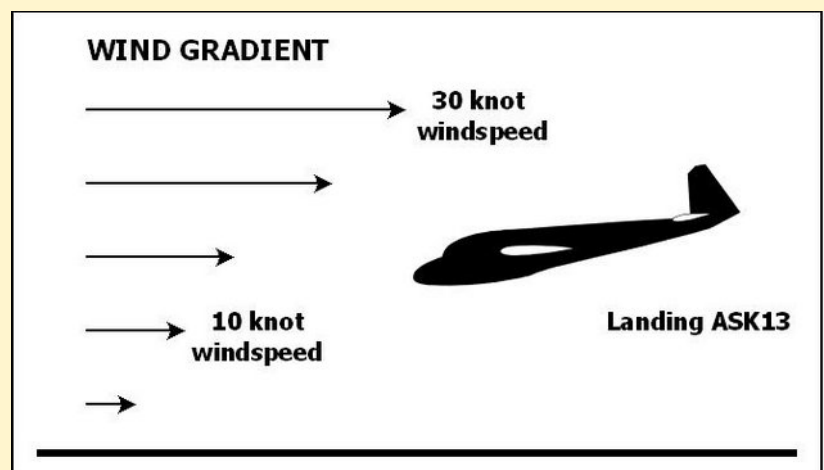 WIND GRADIENT
30 knot
windspeed
10 knot
windspeed
Landing ASK13